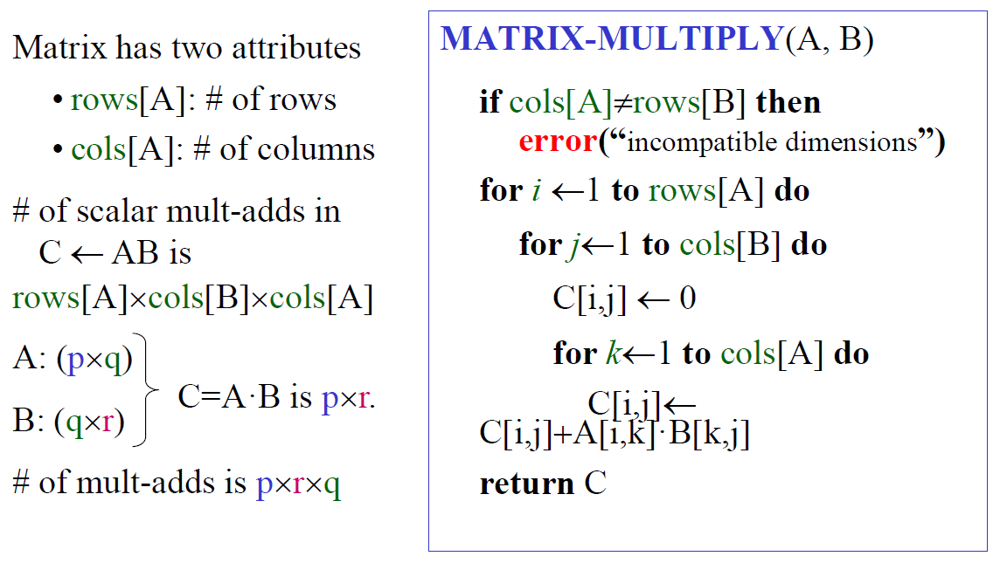 Matrix has two attributes
• rows[A]: # of rows
• cols[A]: # of columns
# of scalar mult-adds in
C ← AB is
rows[A]×cols[B]×cols[A]
A: (p×q)
B: (q×r)
C=A·B is p×r.
# of mult-adds is p×r×q
MATRIX-MULTIPLY(A, B)
if cols[A]≠rows[B] then
error(“incompatible dimensions”)
for i ←1 to rows[A] do
for j←1 to cols[B] do
C[i,j] ← 0
for k←1 to cols[A] do
C[i,j]←
C[i,j]+A[i,k]·B[k,j]
return C